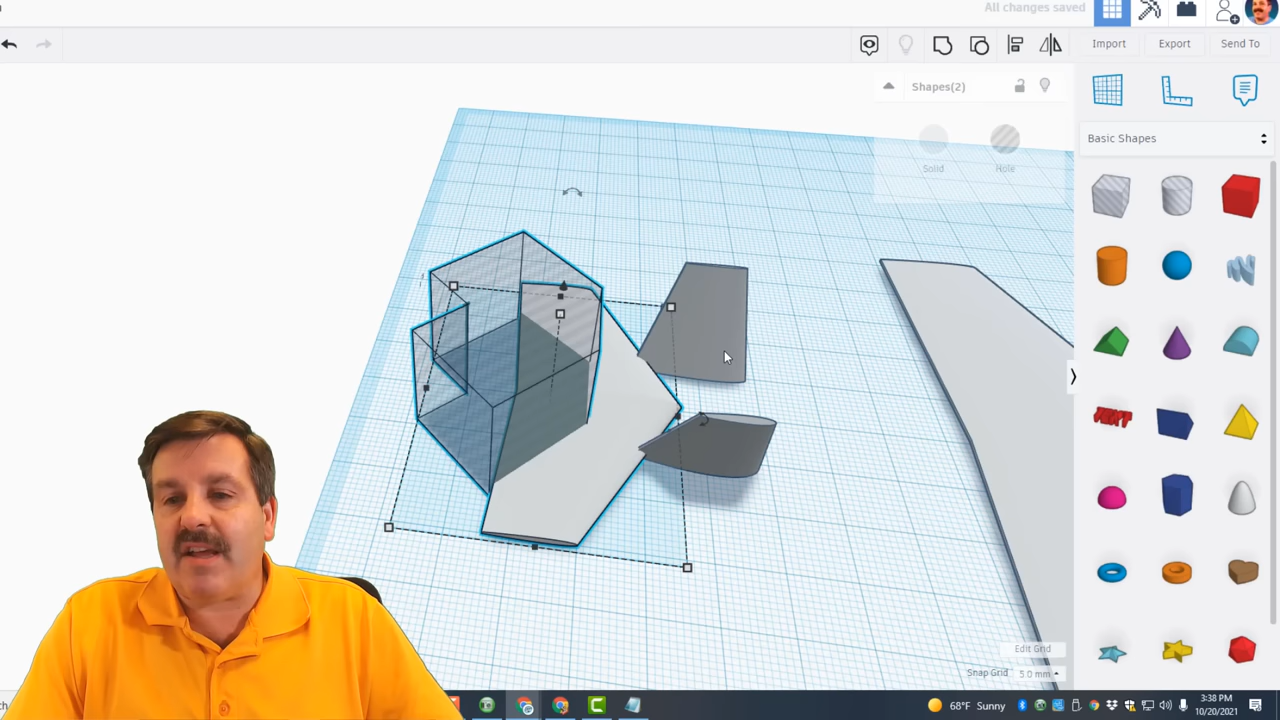 All changes saved
Import
Export
Send To
Shapes(2)
Solid
Hole
Basic Shapes
TEXT
Edit Grid
Snap Grid 5.0 mm
68°F Sunny
3:38 PM
10/20/2021